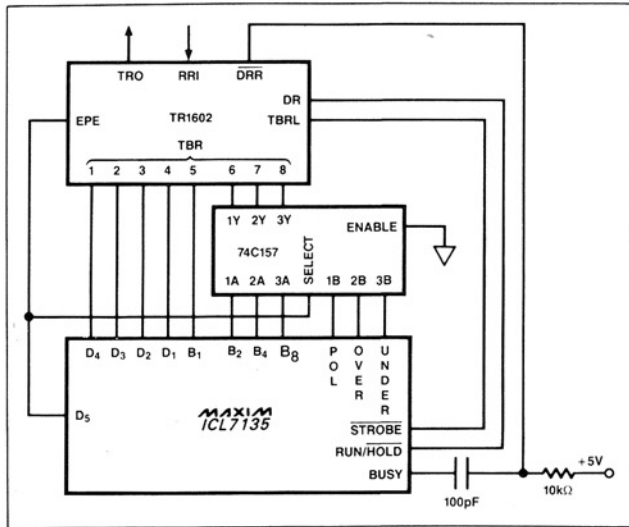 TRO RRI DRR
DR
EPE TR1602 TBRL
TBR
1 2 3 4 5 6 7 8
1Y 2Y 3Y
ENABLE
74C157
SELECT
1A 2A 3A 1B 2B 3B
D4 D3 D2 D1 B1 B2 B4 B8
POL
OVER
UNDER
D5
MAXIM
ICL7135
STROBE
RUN/HOLD
BUSY
100pF
10kΩ
+5V